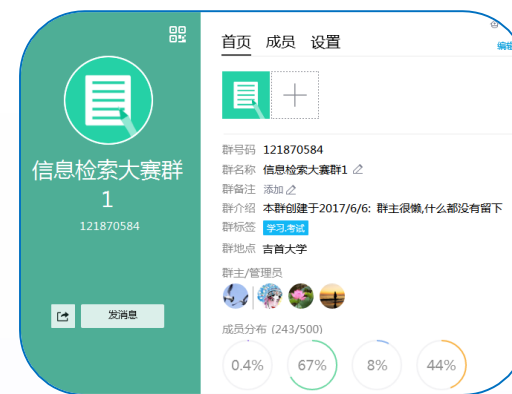 信息检索大赛群
1
121870584
发消息
首页 成员 设置
编辑
群号码 121870584
群名称 信息检索大赛群1
群备注 添加
群介绍 本群创建于2017/6/6: 群主很懒,什么都没有留下
群标签 学习.考试
群地点 吉首大学
群主/管理员
成员分布 (243/500)
0.4% 67% 8% 44%